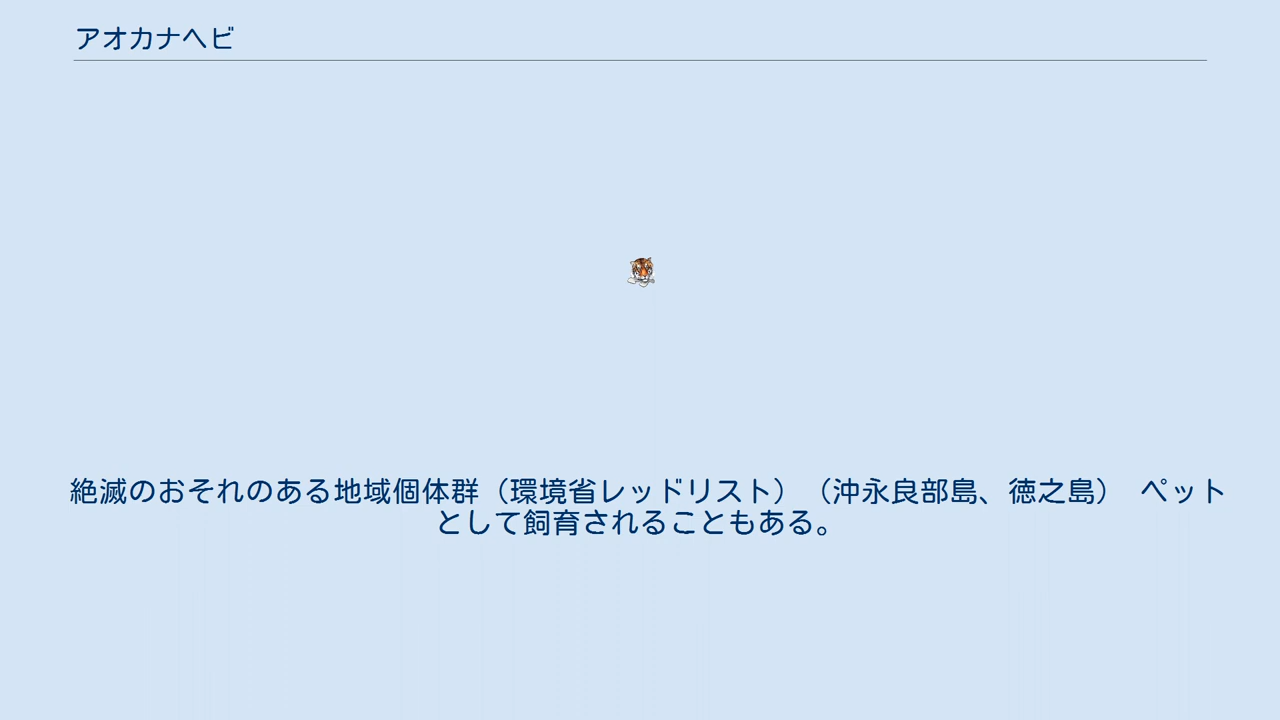 アオカナヘビ
絶滅のおそれのある地域個体群（環境省レッドリスト）（沖永良部島、徳之島） ペット
として飼育されることもある。